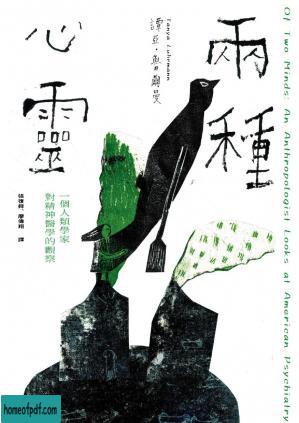 兩種
心靈
Tanya Luhrmann
譚亞.魯爾曼
一個人類學家
對精神醫學的觀察
張復舜、廖偉翔 譯
Of Two Minds: An Anthropologist Looks at American Psychiatry
homeofpdf.com